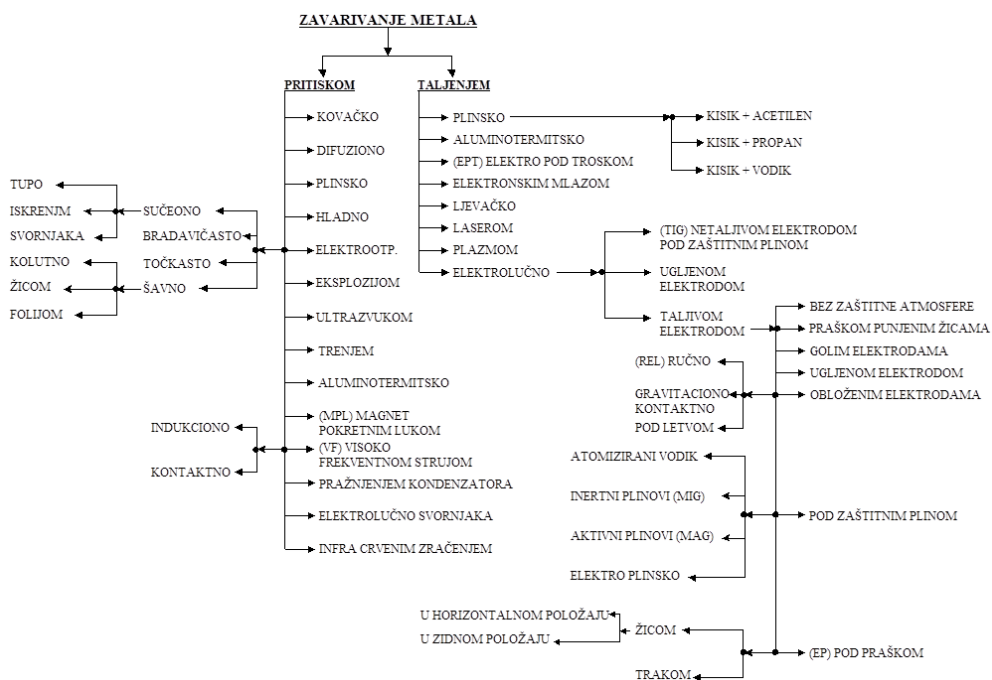 ZAVARIVANJE METALA
PRITISKOM
KOVAČKO
DIFUZIONO
PLINSKO
HLADNO
ELEKTROOTP.
EKSPLOZIJOM
ULTRAZVUKOM
TRENJEM
ALUMINOTERMITSKO
(MPL) MAGNET
POKRETNIM LUKOM
(VF) VISOKO
FREKVENTNOM STRUJOM
PRAŽNJENJEM KONDENZATORA
ELEKTROLUČNO SVORNJAKA
INFRA CRVENIM ZRAČENJEM
SUČEONO
BRADAVIČASTO
TOČKASTO
ŠAVNO
TUPO
ISKRENJM
SVORNJAKA
KOLUTNO
ŽICOM
FOLIJOM
INDUKCIONO
KONTAKTNO
TALJENJEM
PLINSKO
ALUMINOTERMITSKO
(EPT) ELEKTRO POD TROSKOM
ELEKTRONSKIM MLAZOM
LJEVAČKO
LASEROM
PLAZMOM
ELEKTROLUČNO
KISIK + ACETILEN
KISIK + PROPAN
KISIK + VODIK
(TIG) NETALJIVOM ELEKTRODOM
POD ZAŠTITNIM PLINOM
UGLJENOM
ELEKTRODOM
TALJIVOM
ELEKTRODOM
BEZ ZAŠTITNE ATMOSFERE
PRAŠKOM PUNJENIM ŽICAMA
GOLIM ELEKTRODAMA
UGLJENOM ELEKTRODOM
OBLOŽENIM ELEKTRODAMA
(REL) RUČNO
GRAVITACIONO
KONTAKTNO
POD LETVOM
POD ZAŠTITNIM PLINOM
ATOMIZIRANI VODIK
INERTNI PLINOVI (MIG)
AKTIVNI PLINOVI (MAG)
ELEKTRO PLINSKO
(EP) POD PRAŠKOM
ŽICOM
TRAKOM
U HORIZONTALNOM POLOŽAJU
U ZIDNOM POLOŽAJU